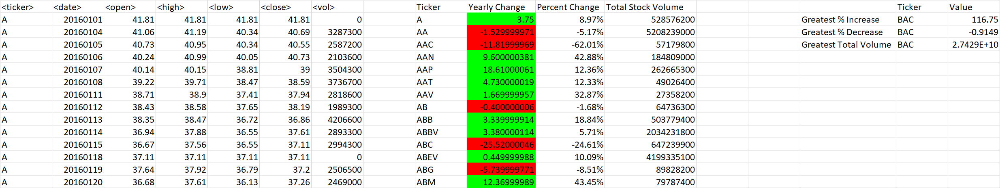 <ticker> <date> <open> <high> <low> <close> <vol> Ticker Yearly Change Percent Change Total Stock Volume Ticker Value
A 20160101 41.81 41.81 41.81 41.81 0 A 3.75 8.97% 528576200 Greatest % Increase BAC 116.75
A 20160104 41.06 41.19 40.34 40.69 3287300 AA -1.529999971 -5.17% 5208239000 Greatest % Decrease BAC -0.9149
A 20160105 40.73 40.95 40.34 40.55 2587200 AAC -11.81999969 -62.01% 57179800 Greatest Total Volume BAC 2.7429E+10
A 20160106 40.24 40.99 40.05 40.73 2103600 AAN 9.600000381 42.88% 184809000
A 20160107 40.14 40.15 38.81 39 3504300 AAP 18.61000061 12.36% 262665300
A 20160108 39.22 39.71 38.47 38.59 3736700 AAT 4.730000019 12.33% 49026400
A 20160111 38.71 38.9 37.41 37.94 2818600 AAV 1.669999957 32.87% 27358200
A 20160112 38.43 38.58 37.65 38.19 1989300 AB -0.400000006 -1.68% 64736300
A 20160113 38.35 38.47 36.72 36.86 4206600 ABB 3.339999914 18.84% 503779400
A 20160114 36.94 37.88 36.55 37.61 2893300 ABBV 3.380000114 5.71% 2034231800
A 20160115 36.67 37.56 36.55 37.11 2994300 ABC -25.52000046 -24.61% 647239900
A 20160118 37.11 37.11 37.11 37.11 0 ABEV 0.449999988 10.09% 4199335100
A 20160119 37.64 37.92 36.79 37.2 2506500 ABG -5.739999771 -8.51% 89828200
A 20160120 36.68 37.61 36.13 37.26 2469000 ABM 12.36999989 43.45% 79787400